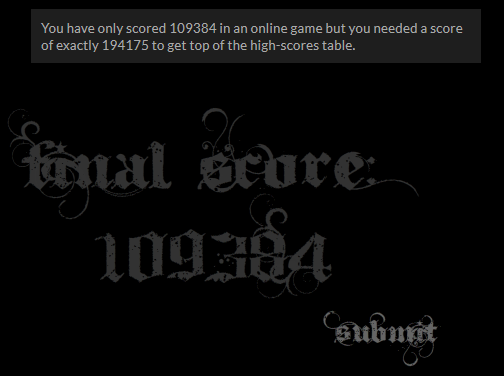 You have only scored 109384 in an online game but you needed a score
of exactly 194175 to get top of the high-scores table.
final score:
109384
submit